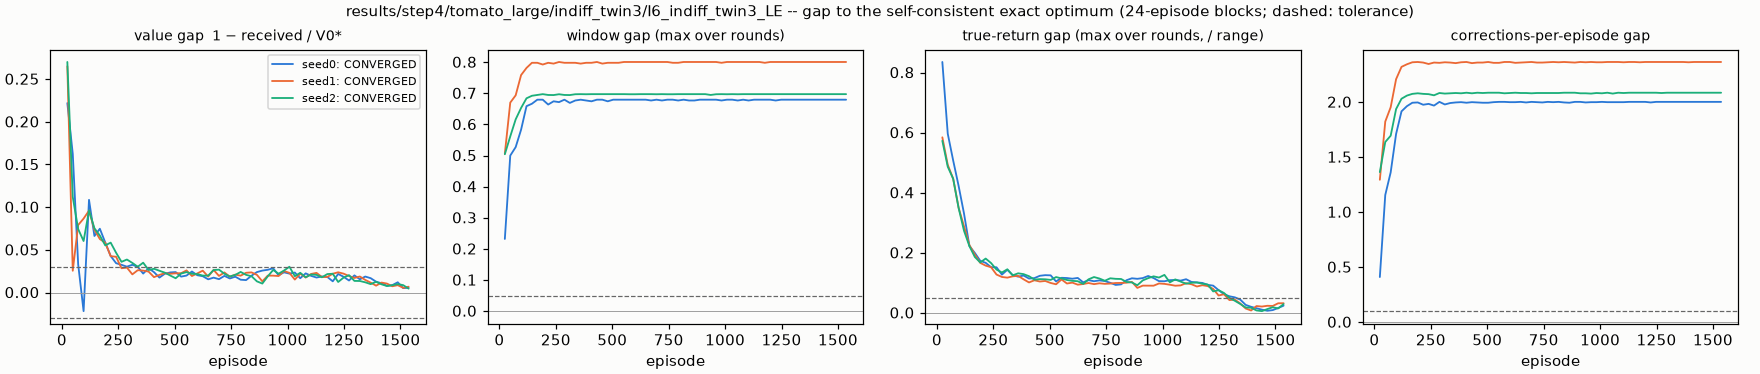 results/step4/tomato_large/indiff_twin3/l6_indiff_twin3_LE -- gap to the self-consistent exact optimum (24-episode blocks; dashed: tolerance)
value gap 1 − received / V0*
0.25
0.20
0.15
0.10
0.05
0.00
seed0: CONVERGED
seed1: CONVERGED
seed2: CONVERGED
0 250 500 750 1000 1250 1500
episode
window gap (max over rounds)
0.8
0.7
0.6
0.5
0.4
0.3
0.2
0.1
0.0
0 250 500 750 1000 1250 1500
episode
true-return gap (max over rounds, / range)
0.8
0.6
0.4
0.2
0.0
0 250 500 750 1000 1250 1500
episode
corrections-per-episode gap
2.0
1.5
1.0
0.5
0.0
0 250 500 750 1000 1250 1500
episode